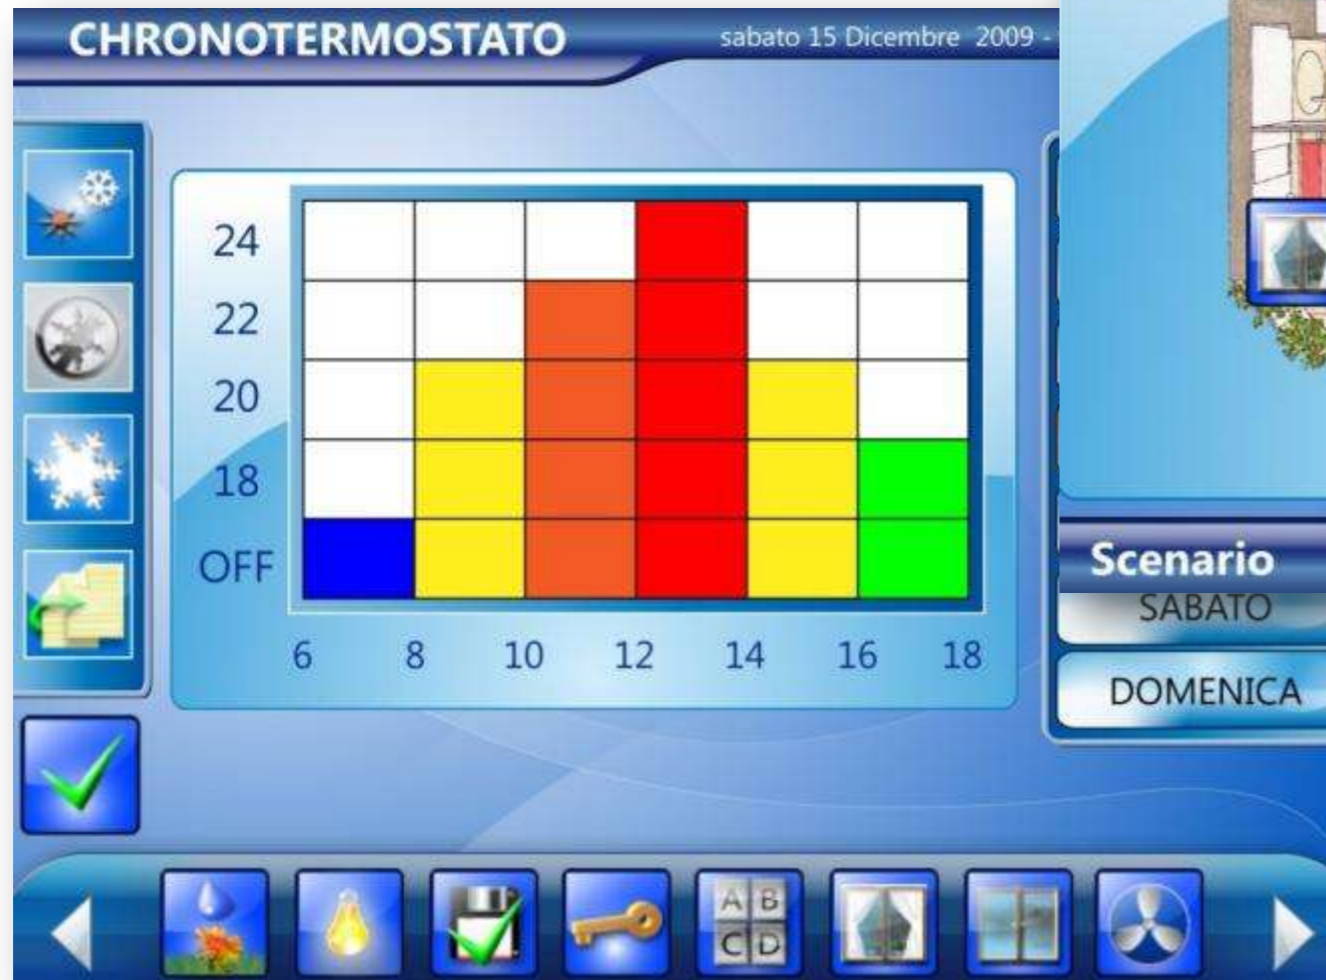 CHRONOTERMOSTATO
sabato 15 Dicembre 2009 -
24
22
20
18
OFF
6 8 10 12 14 16 18
Scenario
SABATO
DOMENICA
A B
C D